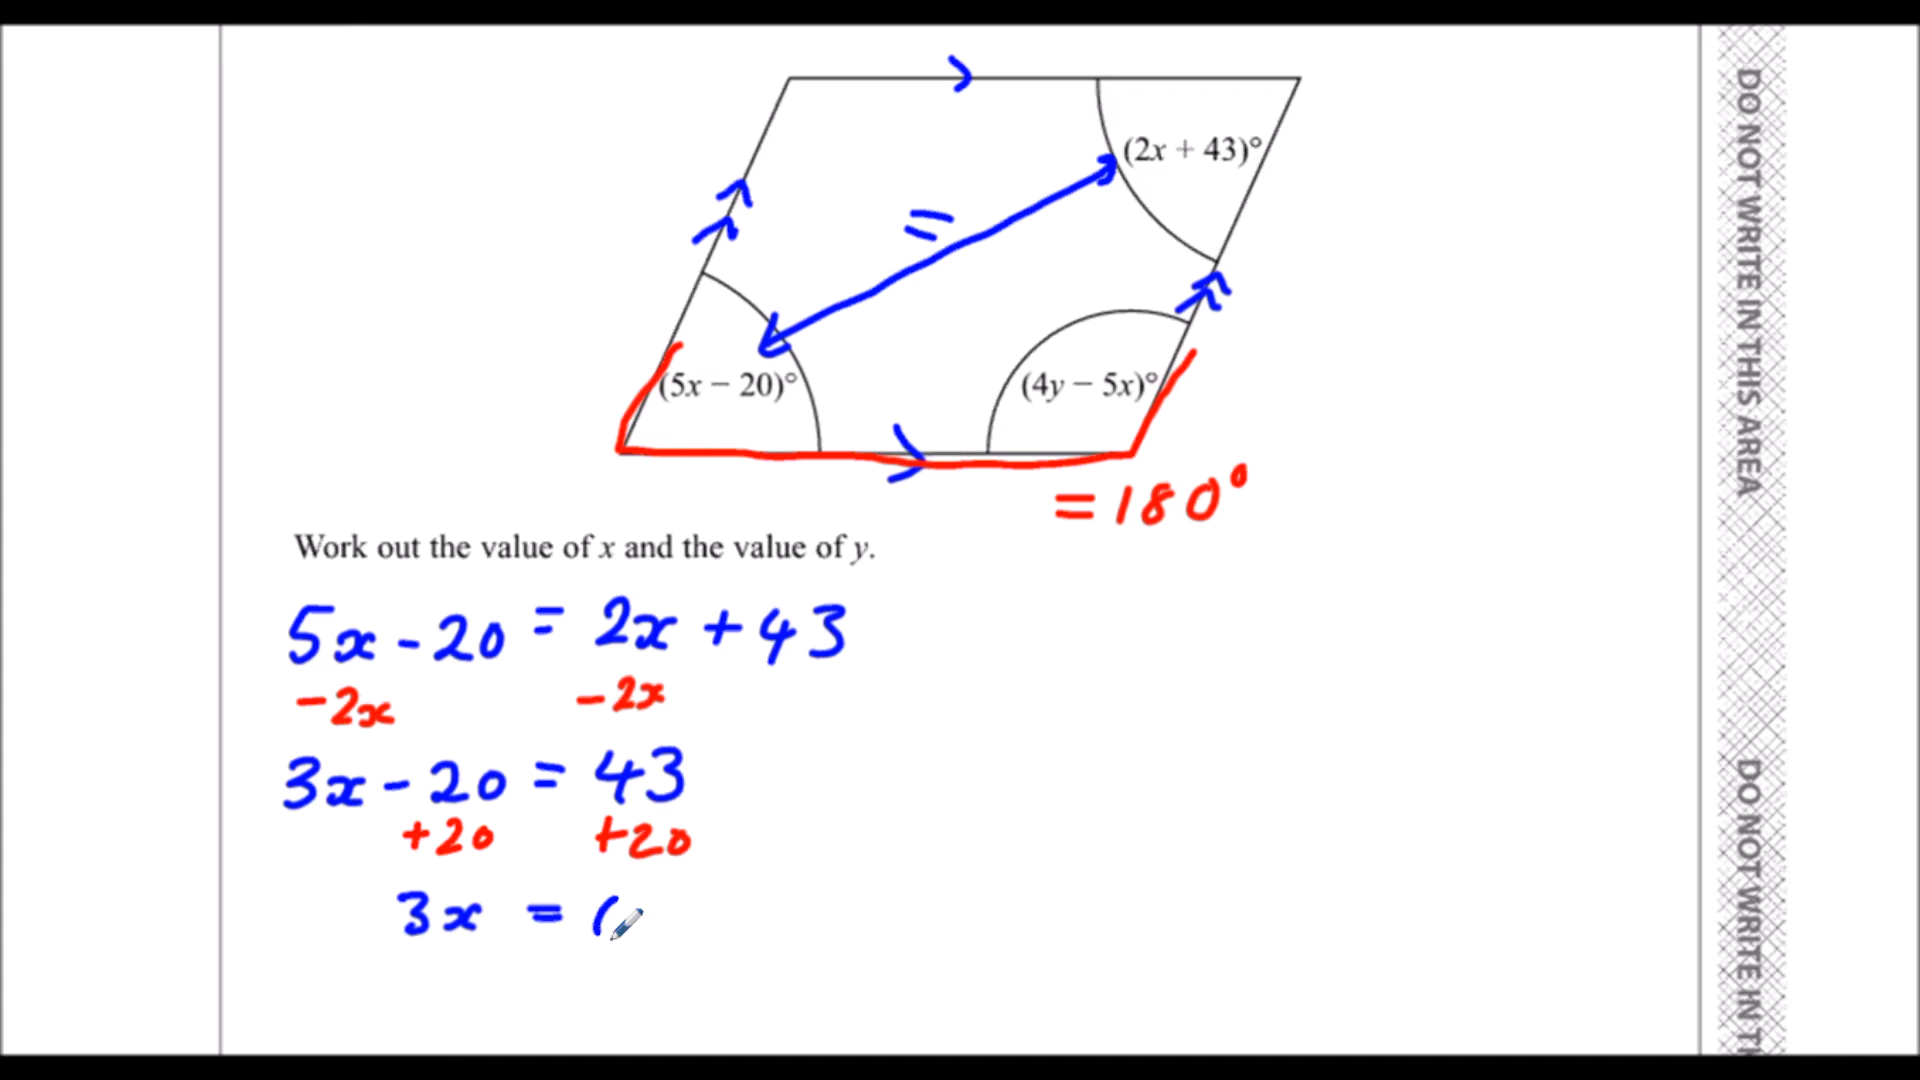 (2x + 43)°
=
(5x − 20)°
(4y − 5x)°
= 180°
Work out the value of x and the value of y.
5x - 20 = 2x + 43
- 2x - 2x
3x - 20 = 43
+20 +20
3x =
DO NOT WRITE IN THIS AREA
DO NOT WRITE IN